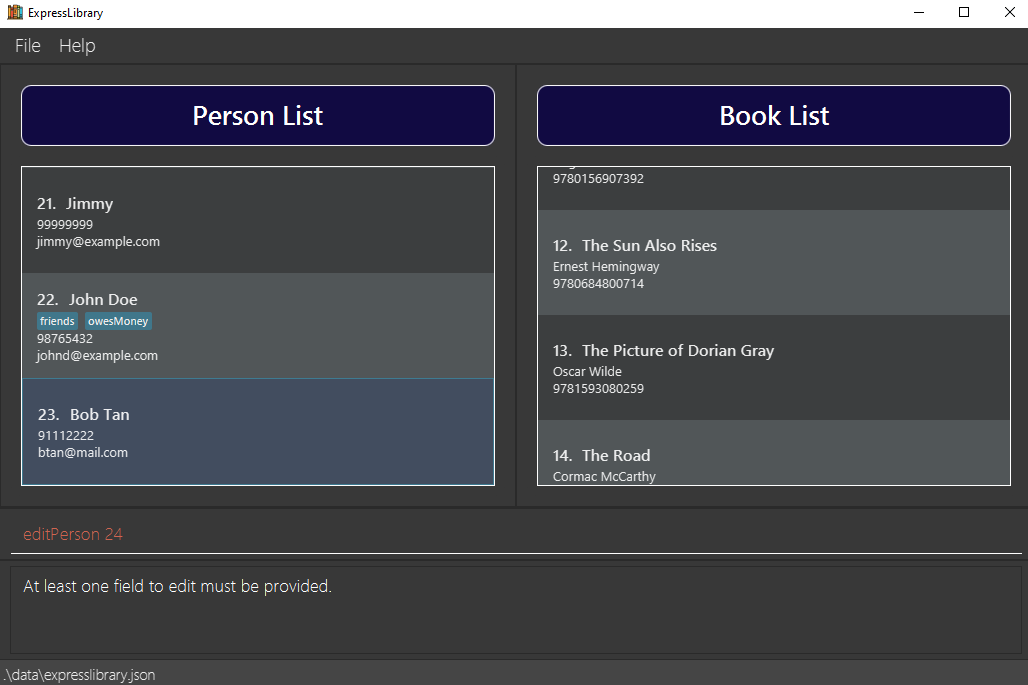 ExpressLibrary
File Help
Person List
21. Jimmy
99999999
jimmy@example.com
22. John Doe
friends owesMoney
98765432
johnd@example.com
23. Bob Tan
91112222
btan@mail.com
Book List
9780156907392
12. The Sun Also Rises
Ernest Hemingway
9780684800714
13. The Picture of Dorian Gray
Oscar Wilde
9781593080259
14. The Road
Cormac McCarthy
editPerson 24
At least one field to edit must be provided.
.\data\expresslibrary.json